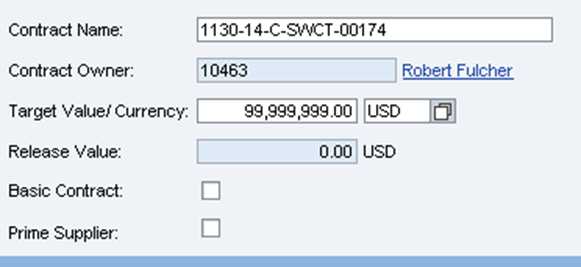 Contract Name: 1130-14-C-SWCT-00174
Contract Owner: 10463 Robert Fulcher
Target Value/ Currency: 99,999,999.00 USD
Release Value: 0.00 USD
Basic Contract:
Prime Supplier: